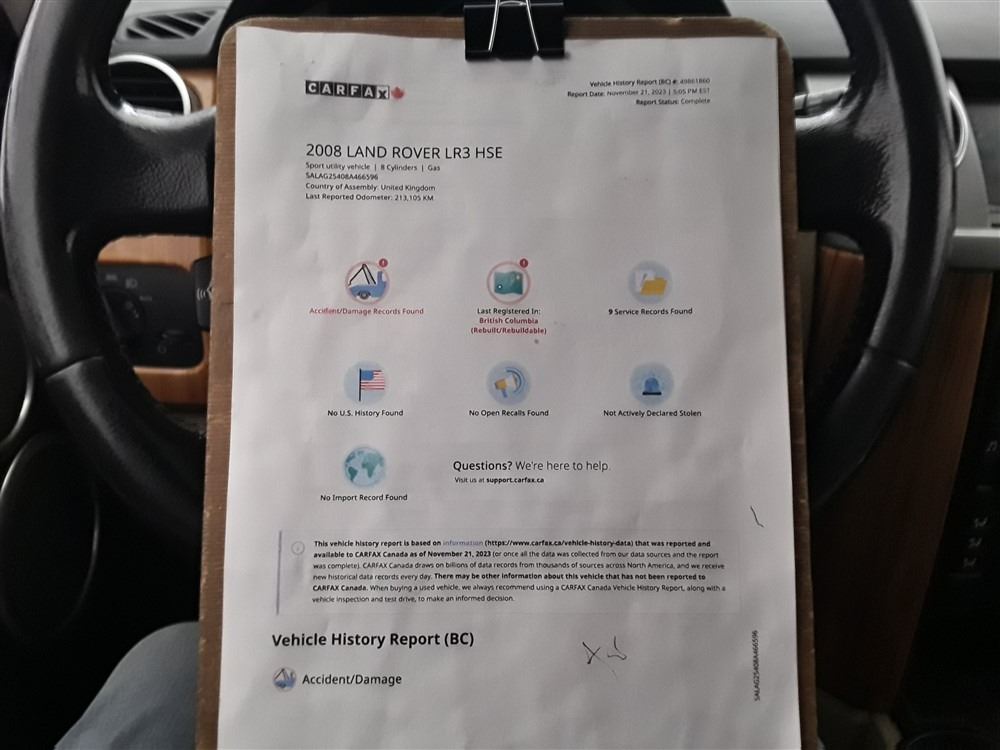 CARFAX
Vehicle History Report (BC) #: 49861860
Report Date: November 21, 2023 | 5:05 PM EST
Report Status: Complete
2008 LAND ROVER LR3 HSE
Sport utility vehicle | 8 Cylinders | Gas
SALAG25408A466596
Country of Assembly: United Kingdom
Last Reported Odometer: 213,105 KM
Accident/Damage Records Found
Last Registered In:
British Columbia
(Rebuilt/Rebuildable)
9 Service Records Found
No U.S. History Found
No Open Recalls Found
Not Actively Declared Stolen
No Import Record Found
Questions? We're here to help.
Visit us at support.carfax.ca
This vehicle history report is based on information (https://www.carfax.ca/vehicle-history-data) that was reported and
available to CARFAX Canada as of November 21, 2023 (or once all the data was collected from our data sources and the report
was complete). CARFAX Canada draws on billions of data records from thousands of sources across North America, and we receive
new historical data records every day. There may be other information about this vehicle that has not been reported to
CARFAX Canada. When buying a used vehicle, we always recommend using a CARFAX Canada Vehicle History Report, along with a
vehicle inspection and test drive, to make an informed decision.
Vehicle History Report (BC)
Accident/Damage
SALAG25408A466596